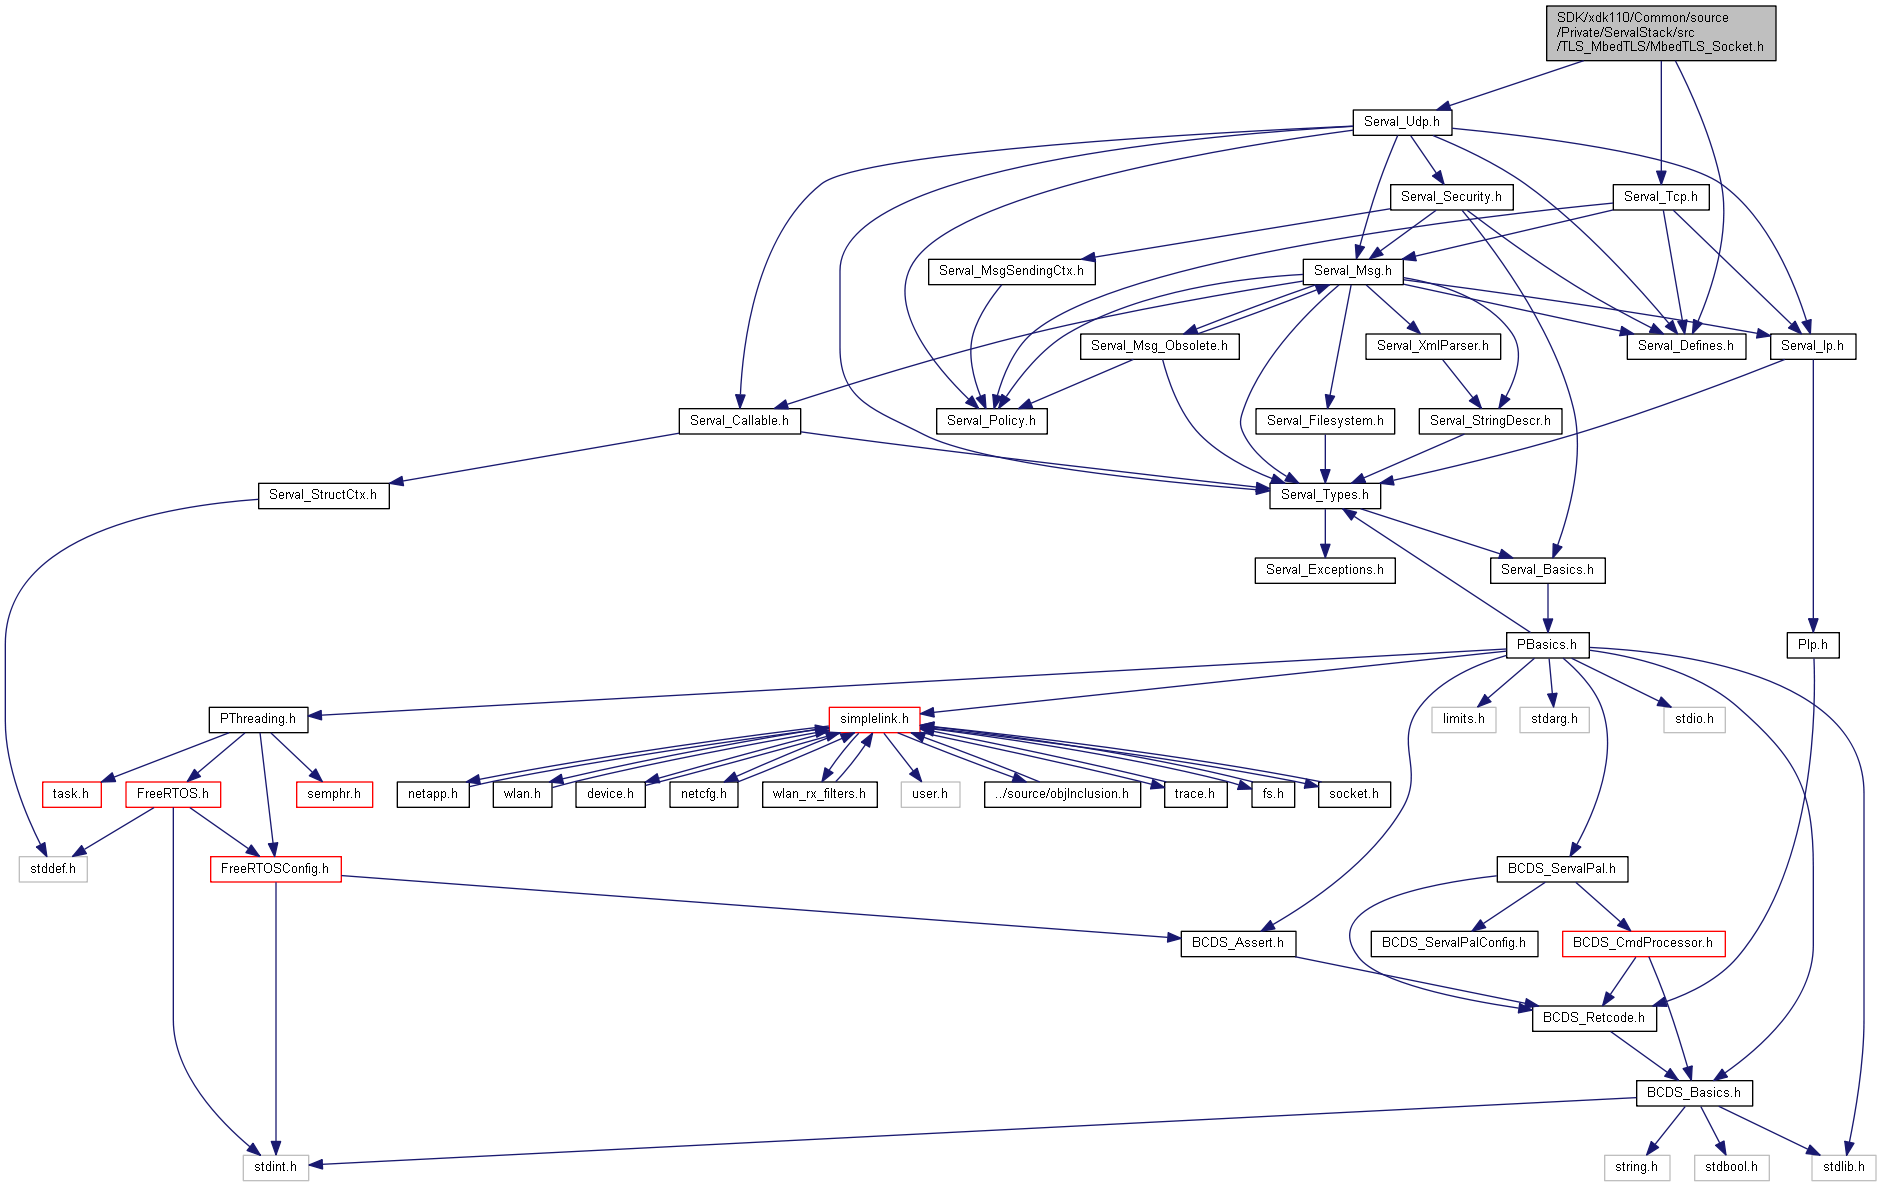 SDK/xdk110/Common/source
/Private/ServalStack/src
/TLS_MbedTLS/MbedTLS_Socket.h
Serval_Udp.h
Serval_Security.h
Serval_Tcp.h
Serval_MsgSendingCtx.h
Serval_Msg.h
Serval_Msg_Obsolete.h
Serval_XmlParser.h
Serval_Defines.h
Serval_Ip.h
Serval_Callable.h
Serval_Policy.h
Serval_Filesystem.h
Serval_StringDescr.h
Serval_StructCtx.h
Serval_Types.h
Serval_Exceptions.h
Serval_Basics.h
PBasics.h
PIp.h
PThreading.h
simplelink.h
limits.h
stdarg.h
stdio.h
task.h
FreeRTOS.h
semphr.h
netapp.h
wlan.h
device.h
netcfg.h
wlan_rx_filters.h
user.h
../source/objInclusion.h
trace.h
fs.h
socket.h
stddef.h
FreeRTOSConfig.h
BCDS_ServalPal.h
BCDS_Assert.h
BCDS_ServalPalConfig.h
BCDS_CmdProcessor.h
BCDS_Retcode.h
BCDS_Basics.h
stdint.h
string.h
stdbool.h
stdlib.h